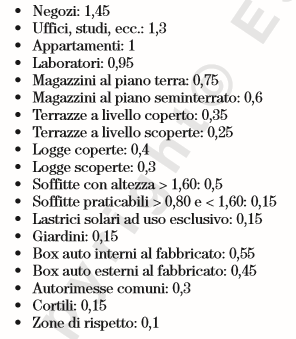 • Negozi: 1,45
• Uffici, studi, ecc.: 1,3
• Appartamenti: 1
• Laboratori: 0,95
• Magazzini al piano terra: 0,75
• Magazzini al piano seminterrato: 0,6
• Terrazze a livello coperto: 0,35
• Terrazze a livello scoperte: 0,25
• Logge coperte: 0,4
• Logge scoperte: 0,3
• Soffitte con altezza > 1,60: 0,5
• Soffitte praticabili > 0,80 e < 1,60: 0,15
• Lastrici solari ad uso esclusivo: 0,15
• Giardini: 0,15
• Box auto interni al fabbricato: 0,55
• Box auto esterni al fabbricato: 0,45
• Autorimesse comuni: 0,3
• Cortili: 0,15
• Zone di rispetto: 0,1